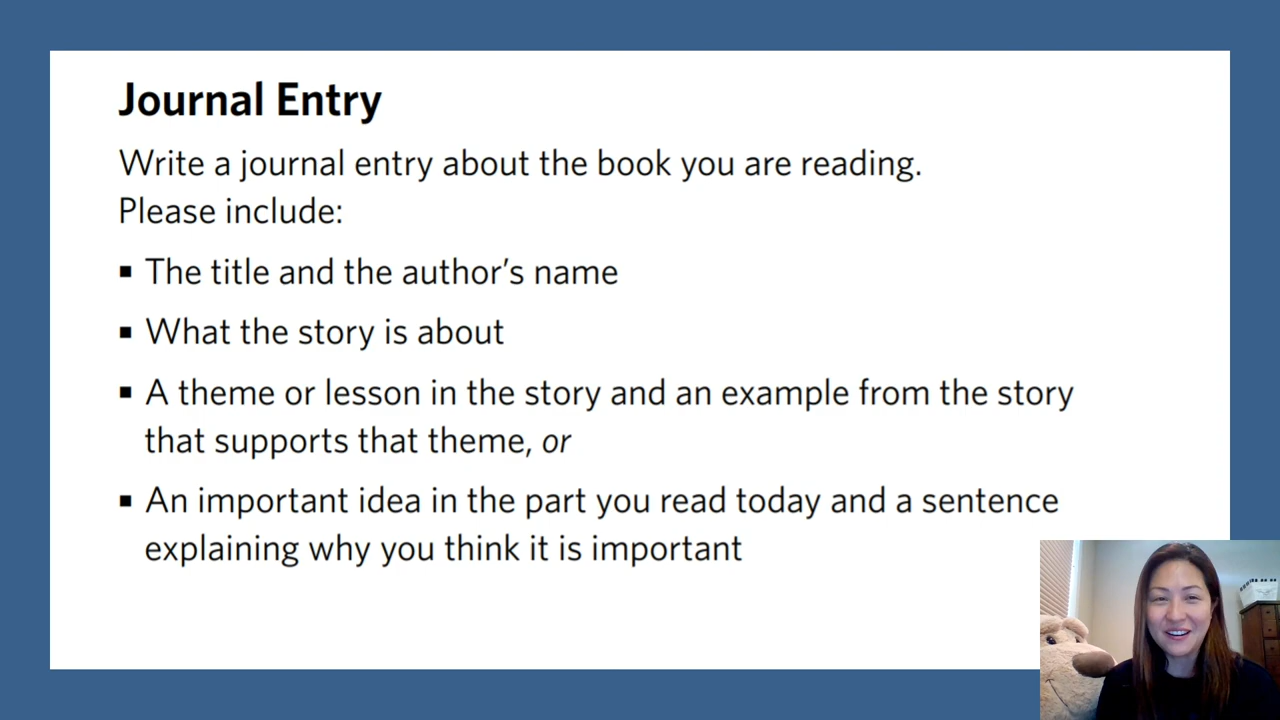 Journal Entry
Write a journal entry about the book you are reading.
Please include:
▪ The title and the author’s name
▪ What the story is about
▪ A theme or lesson in the story and an example from the story
that supports that theme, or
▪ An important idea in the part you read today and a sentence
explaining why you think it is important